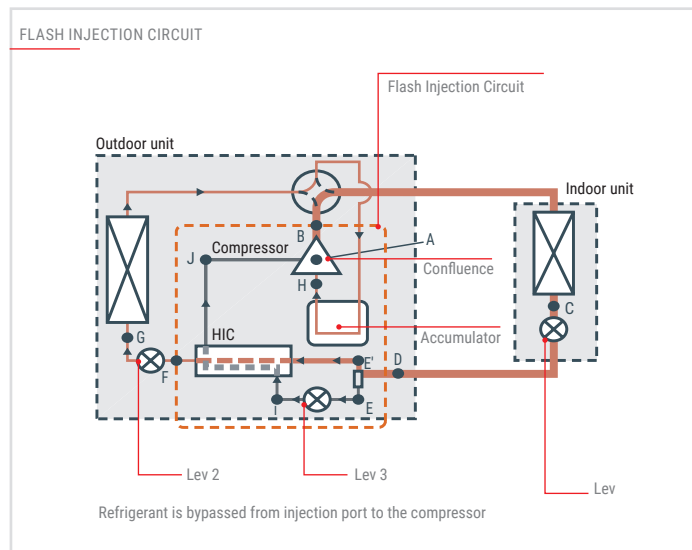 FLASH INJECTION CIRCUIT
Flash Injection Circuit
Outdoor unit
Indoor unit
B
A
Compressor
J
Confluence
H
C
Accumulator
G
HIC
E'
D
F
I
E
Lev 2
Lev 3
Lev
Refrigerant is bypassed from injection port to the compressor